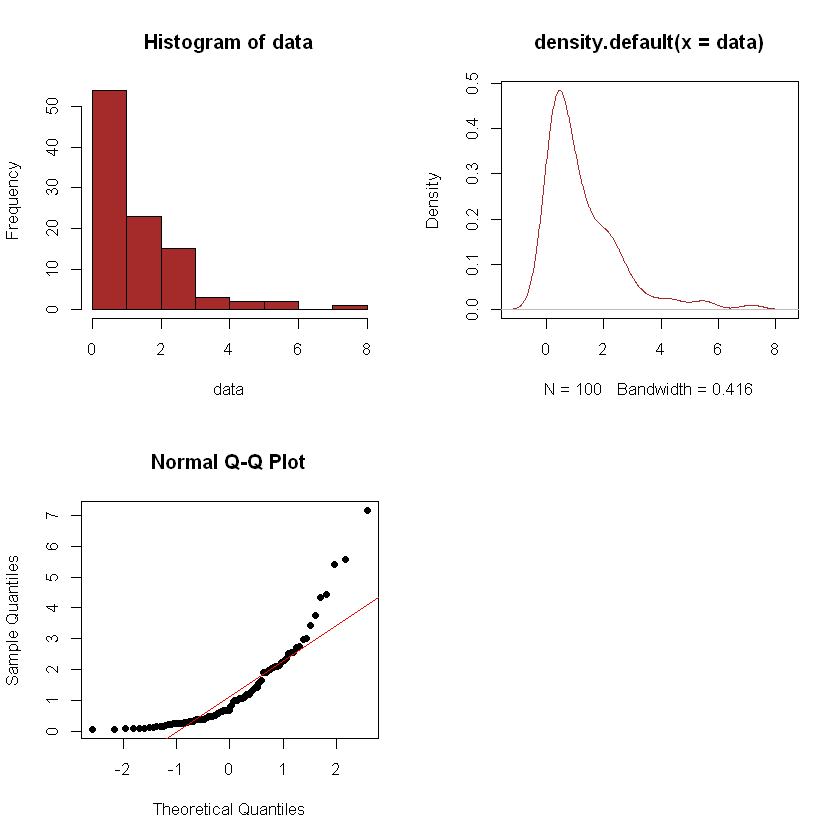 Histogram of data
Frequency
0 10 20 30 40 50
0 2 4 6 8
data
density.default(x = data)
Density
0.0 0.1 0.2 0.3 0.4 0.5
0 2 4 6 8
N = 100 Bandwidth = 0.416
Normal Q-Q Plot
Sample Quantiles
0 1 2 3 4 5 6 7
-2 -1 0 1 2
Theoretical Quantiles